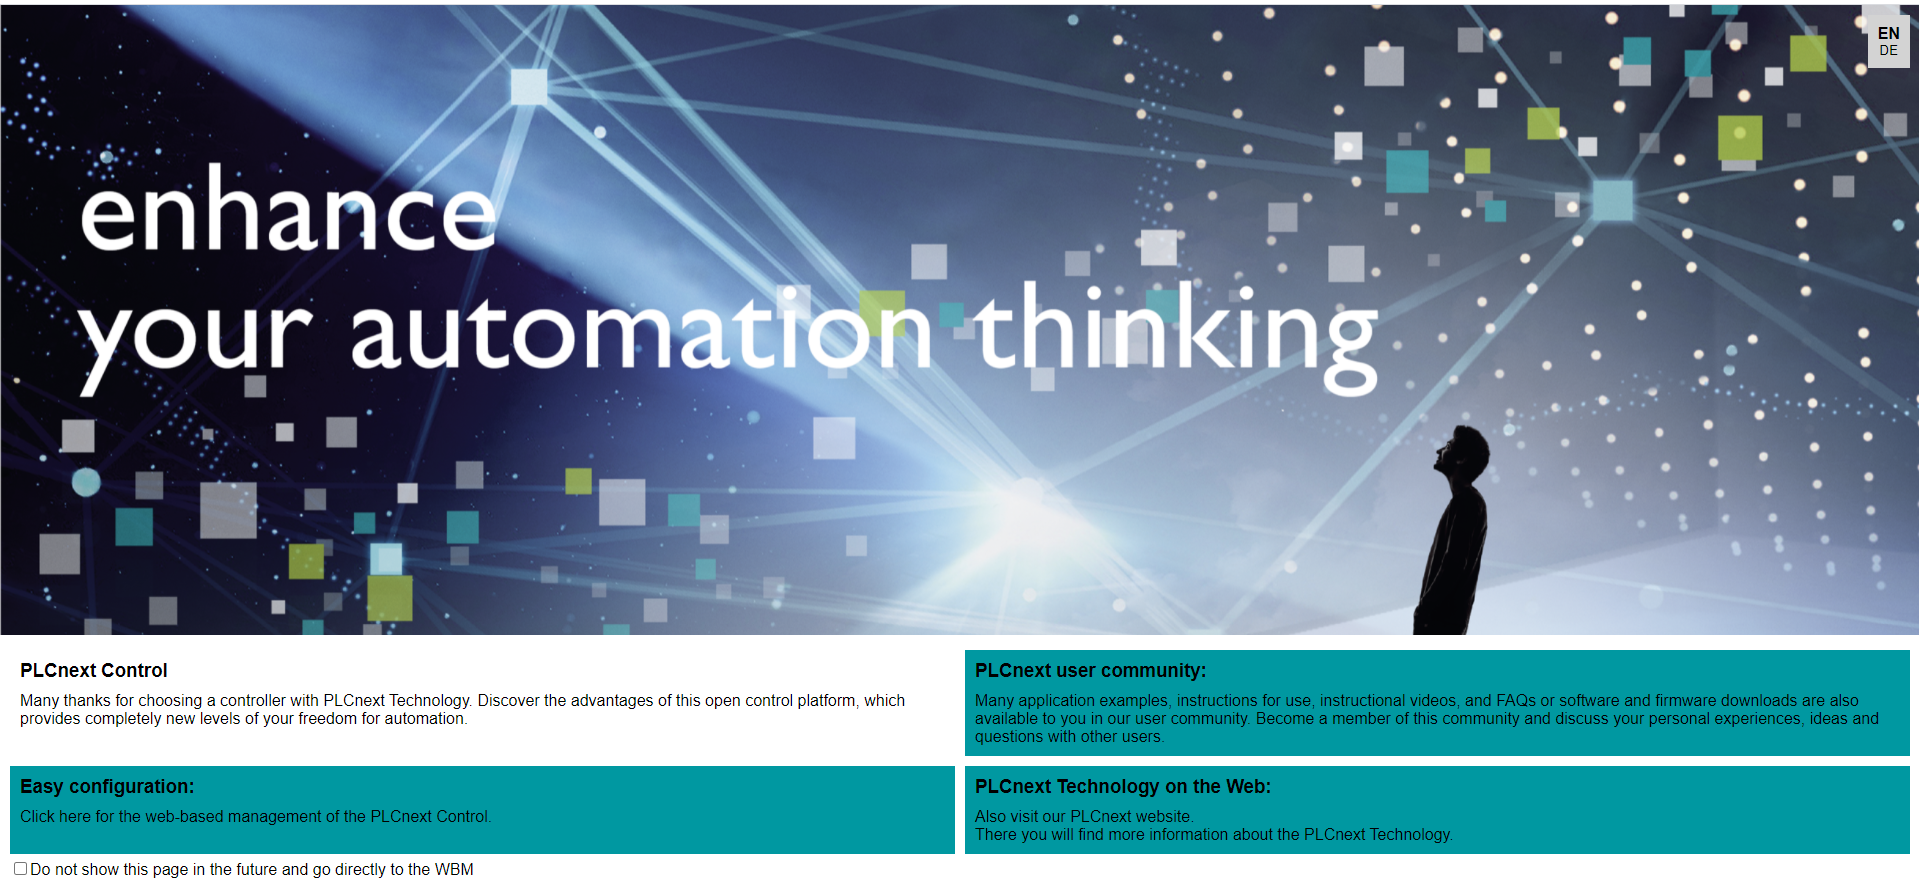 EN
DE
enhance
your automation thinking
PLCnext Control
Many thanks for choosing a controller with PLCnext Technology. Discover the advantages of this open control platform, which
provides completely new levels of your freedom for automation.
PLCnext user community:
Many application examples, instructions for use, instructional videos, and FAQs or software and firmware downloads are also
available to you in our user community. Become a member of this community and discuss your personal experiences, ideas and
questions with other users.
Easy configuration:
Click here for the web-based management of the PLCnext Control.
PLCnext Technology on the Web:
Also visit our PLCnext website.
There you will find more information about the PLCnext Technology.
Do not show this page in the future and go directly to the WBM